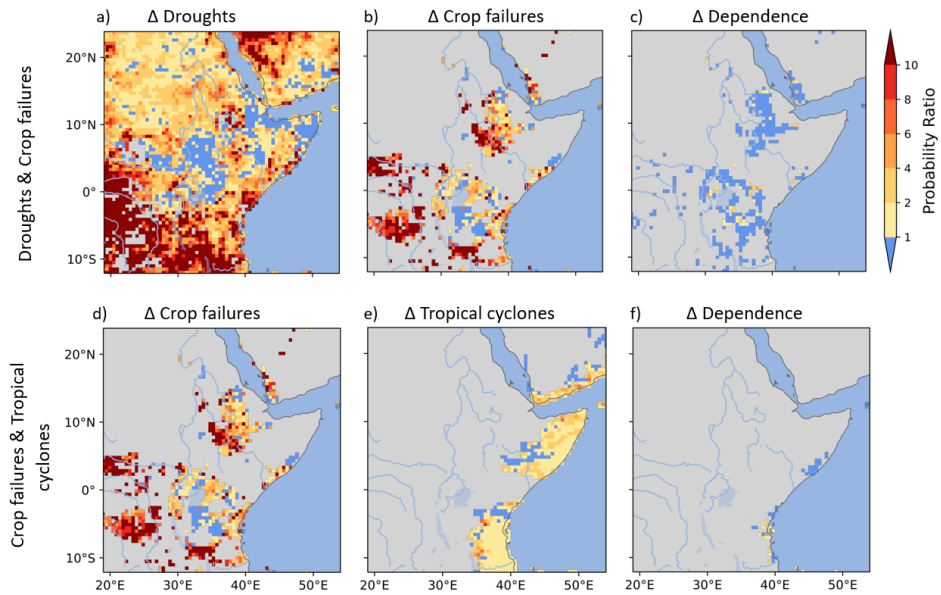 a) Δ Droughts
b) Δ Crop failures
c) Δ Dependence
Droughts & Crop failures
20°N
10°N
0°
10°S
10
8
6
4
2
1
Probability Ratio
d) Δ Crop failures
e) Δ Tropical cyclones
f) Δ Dependence
Crop failures & Tropical
cyclones
20°N
10°N
0°
10°S
20°E 30°E 40°E 50°E
20°E 30°E 40°E 50°E
20°E 30°E 40°E 50°E